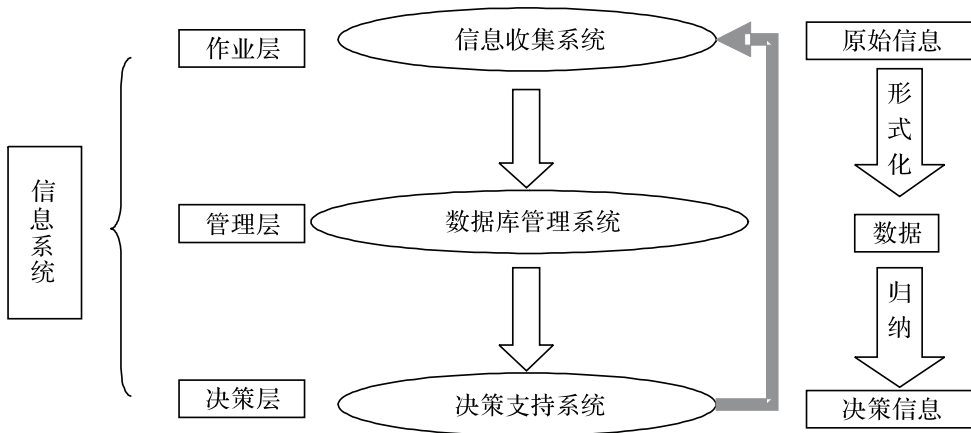 作业层
信息收集系统
原始信息
形式化
信息系统
管理层
数据库管理系统
数据
归纳
决策层
决策支持系统
决策信息